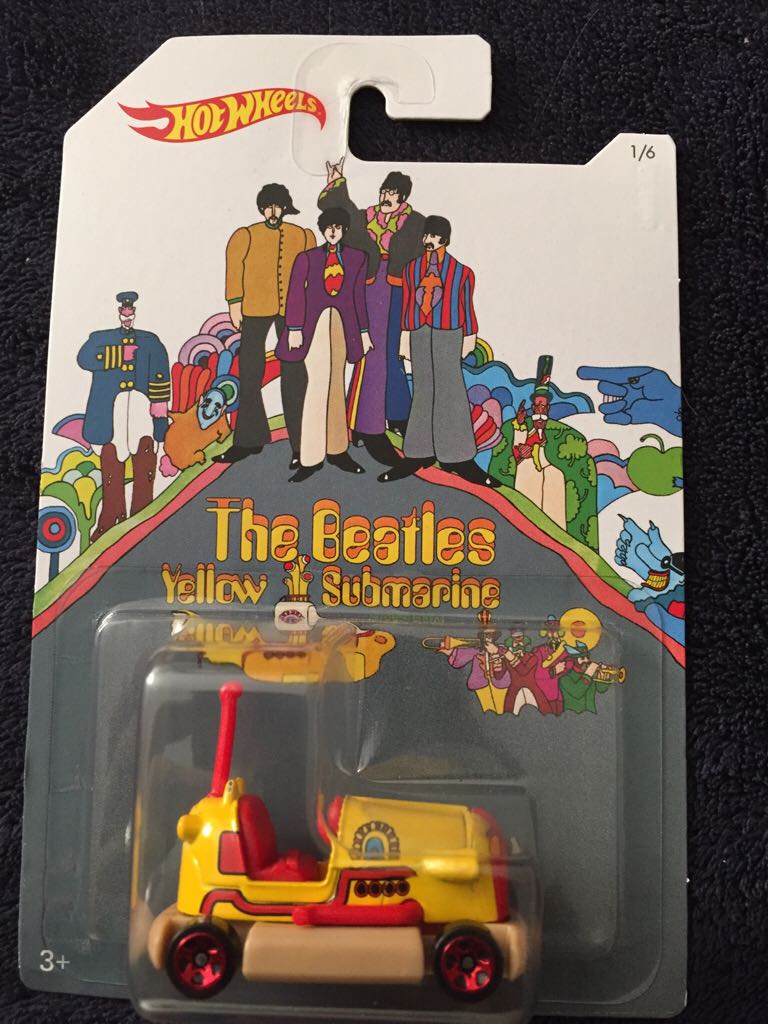 HOT WHEELS
1/6
The Beatles
Yellow Submarine
3+